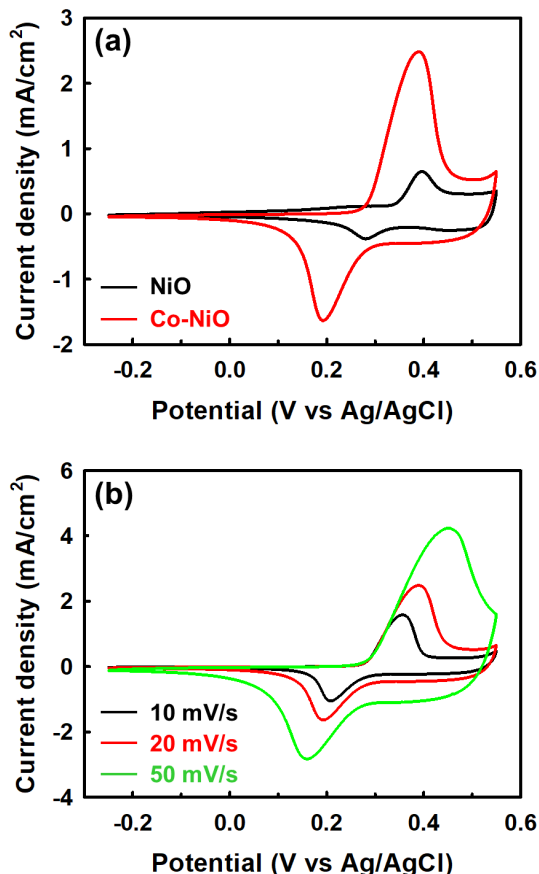 (a)
Current density (mA/cm²)
3
2
1
0
-1
-2
NiO
Co-NiO
-0.2 0.0 0.2 0.4 0.6
Potential (V vs Ag/AgCl)
(b)
Current density (mA/cm²)
6
4
2
0
-2
-4
10 mV/s
20 mV/s
50 mV/s
-0.2 0.0 0.2 0.4 0.6
Potential (V vs Ag/AgCl)